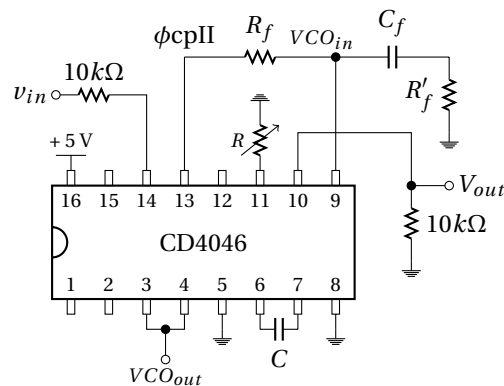 ϕcpII
R_f
VCO_in
C_f
10kΩ
v_in
R'_f
+5V
R
V_out
10kΩ
16 15 14 13 12 11 10 9
CD4046
1 2 3 4 5 6 7 8
C
VCO_out